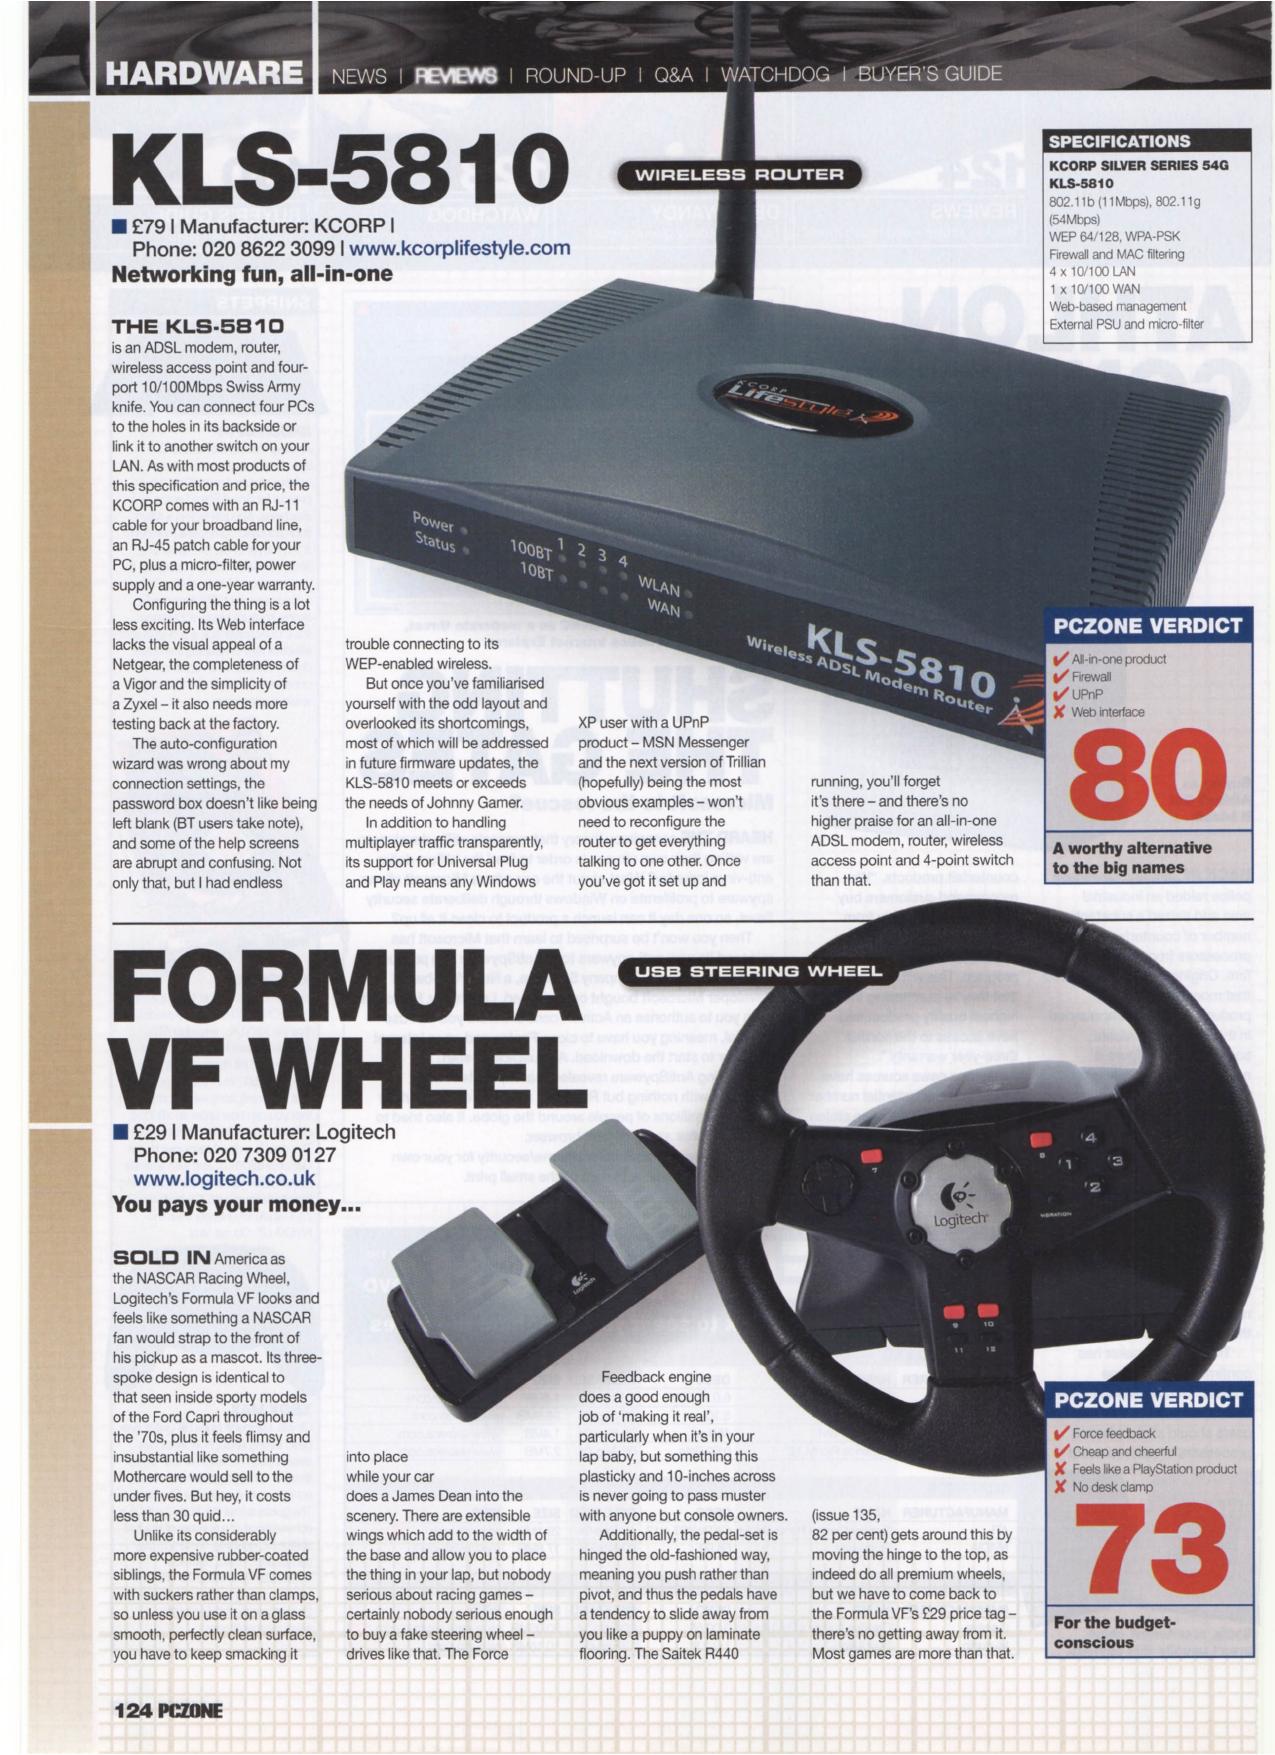 HARDWARE
NEWS | REVIEWS | ROUND-UP | Q&A | WATCHDOG | BUYER'S GUIDE
KLS-5810
WIRELESS ROUTER
£79 | Manufacturer: KCORP |
Phone: 020 8622 3099 | www.kcorplifestyle.com
Networking fun, all-in-one
SPECIFICATIONS
KCORP SILVER SERIES 54G
KLS-5810
802.11b (11Mbps), 802.11g
(54Mbps)
WEP 64/128, WPA-PSK
Firewall and MAC filtering
4 x 10/100 LAN
1 x 10/100 WAN
Web-based management
External PSU and micro-filter
THE KLS-5810
is an ADSL modem, router,
wireless access point and four-
port 10/100Mbps Swiss Army
knife. You can connect four PCs
to the holes in its backside or
link it to another switch on your
LAN. As with most products of
this specification and price, the
KCORP comes with an RJ-11
cable for your broadband line,
an RJ-45 patch cable for your
PC, plus a micro-filter, power
supply and a one-year warranty.
Configuring the thing is a lot
less exciting. Its Web interface
lacks the visual appeal of a
Netgear, the completeness of
a Vigor and the simplicity of
a Zyxel – it also needs more
testing back at the factory.
The auto-configuration
wizard was wrong about my
connection settings, the
password box doesn't like being
left blank (BT users take note),
and some of the help screens
are abrupt and confusing. Not
only that, but I had endless
trouble connecting to its
WEP-enabled wireless.
But once you've familiarised
yourself with the odd layout and
overlooked its shortcomings,
most of which will be addressed
in future firmware updates, the
KLS-5810 meets or exceeds
the needs of Johnny Gamer.
In addition to handling
multiplayer traffic transparently,
its support for Universal Plug
and Play means any Windows
XP user with a UPnP
product – MSN Messenger
and the next version of Trillian
(hopefully) being the most
obvious examples – won't
need to reconfigure the
router to get everything
talking to each other. Once
you've got it set up and
running, you'll forget
it's there – and there's no
higher praise for an all-in-one
ADSL modem, router, wireless
access point and 4-point switch
than that.
KCORP
Lifestyle
Power
Status
1 2 3 4
100BT
10BT
WLAN
WAN
KLS-5810
Wireless ADSL Modem Router
PCZONE VERDICT
All-in-one product
Firewall
UPnP
Web interface
80
A worthy alternative
to the big names
FORMULA
VF WHEEL
USB STEERING WHEEL
£29 | Manufacturer: Logitech
Phone: 020 7309 0127
www.logitech.co.uk
You pays your money...
SOLD IN America as
the NASCAR Racing Wheel,
Logitech's Formula VF looks and
feels like something a NASCAR
fan would strap to the front of
his pickup as a mascot. Its three-
spoke design is identical to
that seen inside sporty models
of the Ford Capri throughout
the '70s, plus it feels flimsy and
insubstantial like something
Mothercare would sell to the
under fives. But hey, it costs
less than 30 quid...
Unlike its considerably
more expensive rubber-coated
siblings, the Formula VF comes
with suckers rather than clamps,
so unless you use it on a glass
smooth, perfectly clean surface,
you have to keep smacking it
into place
while your car
does a James Dean into the
scenery. There are extensible
wings which add to the width of
the base and allow you to place
the thing in your lap, but nobody
serious about racing games –
certainly nobody serious enough
to buy a fake steering wheel –
drives like that. The Force
Feedback engine
does a good enough
job of 'making it real',
particularly when it's in your
lap baby, but something this
plasticky and 10-inches across
is never going to pass muster
with anyone but console owners.
Additionally, the pedal-set is
hinged the old-fashioned way,
meaning you push rather than
pivot, and thus the pedals have
a tendency to slide away from
you like a puppy on laminate
flooring. The Saitek R440
(issue 135,
82 per cent) gets around this by
moving the hinge to the top, as
indeed do all premium wheels,
but we have to come back to
the Formula VF's £29 price tag –
there's no getting away from it.
Most games are more than that.
Logitech
7
8
4
1
3
2
VIBRATION
Logitech
9 10
11 12
PCZONE VERDICT
Force feedback
Cheap and cheerful
Feels like a PlayStation product
No desk clamp
73
For the budget-
conscious
124 PCZONE